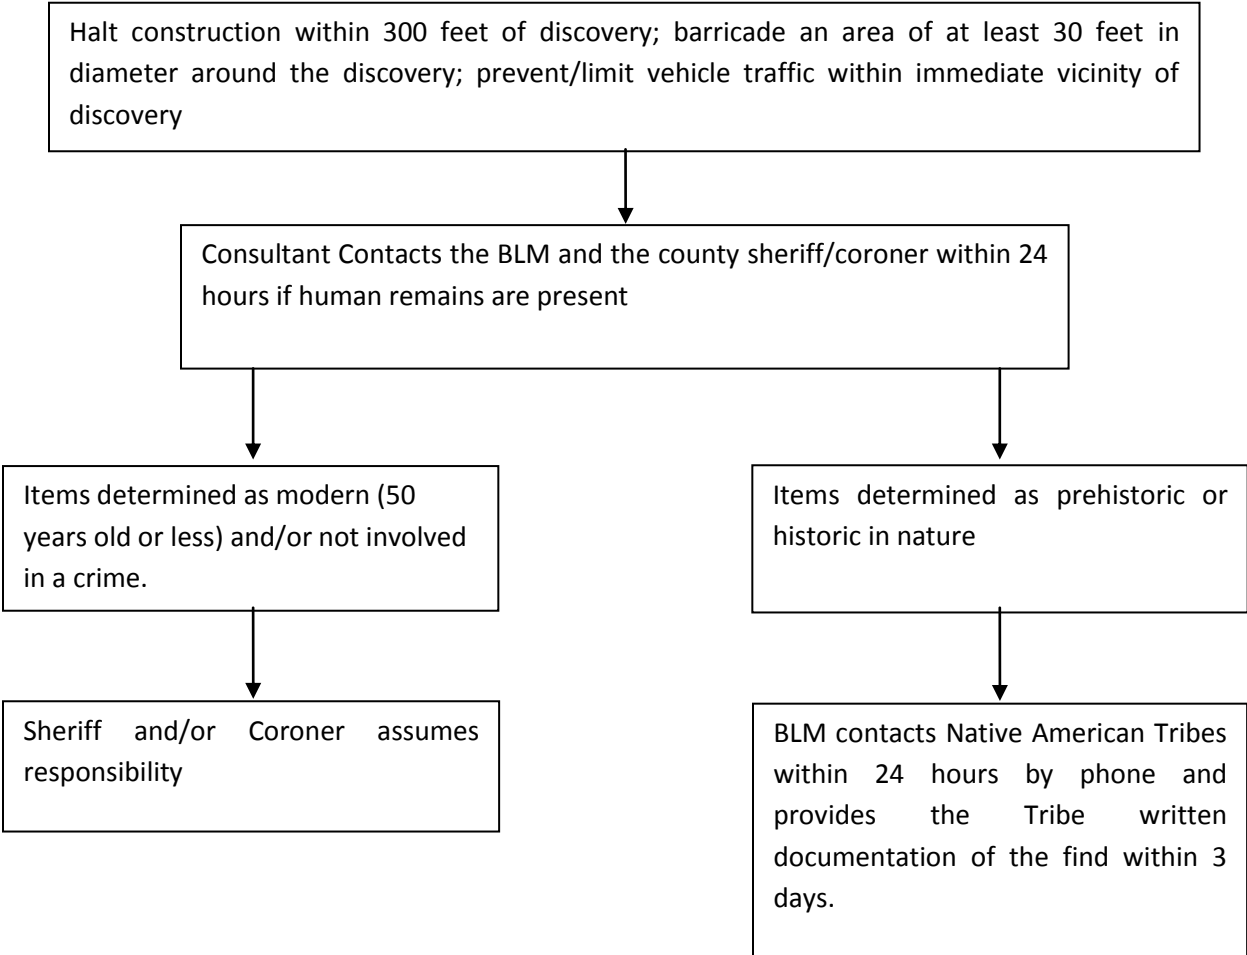 Halt construction within 300 feet of discovery; barricade an area of at least 30 feet in
diameter around the discovery; prevent/limit vehicle traffic within immediate vicinity of
discovery
Consultant Contacts the BLM and the county sheriff/coroner within 24
hours if human remains are present
Items determined as modern (50
years old or less) and/or not involved
in a crime.
Items determined as prehistoric or
historic in nature
Sheriff and/or Coroner assumes
responsibility
BLM contacts Native American Tribes
within 24 hours by phone and
provides the Tribe written
documentation of the find within 3
days.